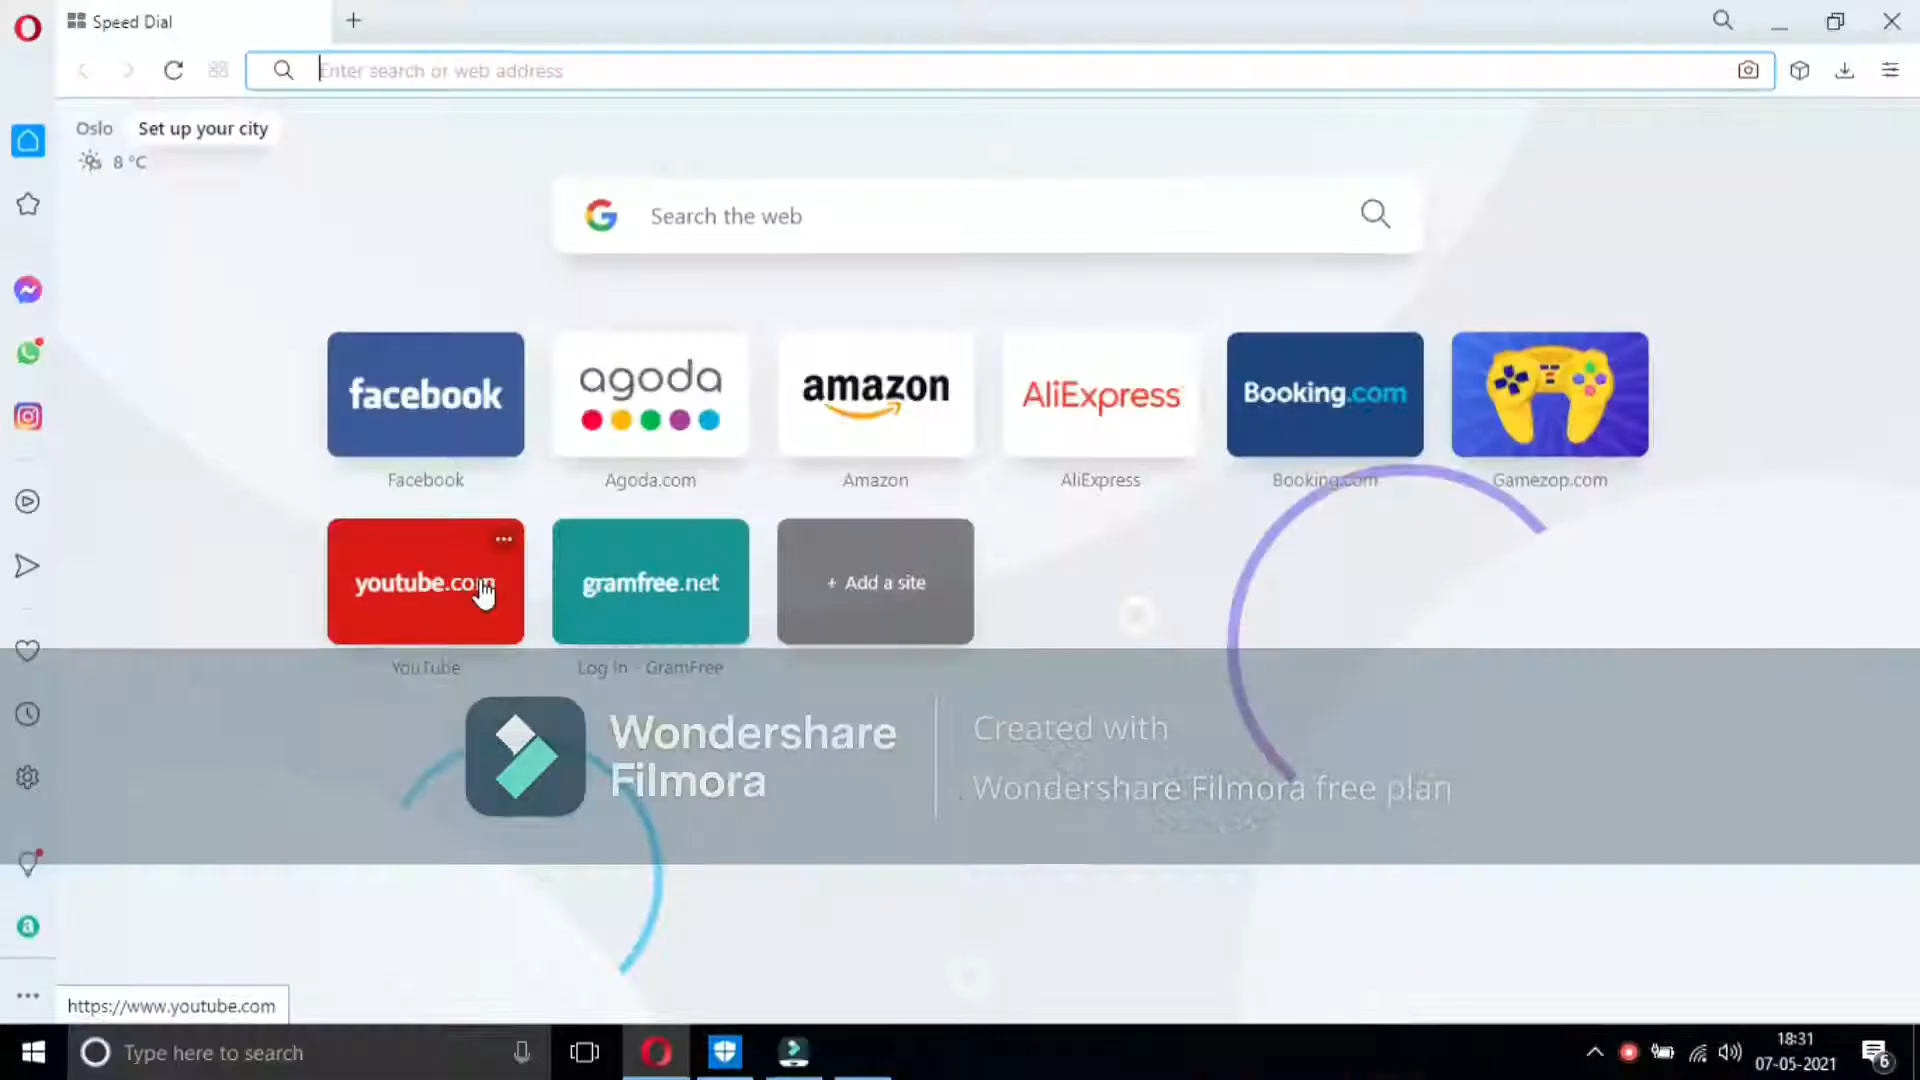 Speed Dial
Enter search or web address
Oslo Set up your city
8 °C
Search the web
facebook
agoda
amazon
AliExpress
Booking.com
Facebook
Agoda.com
Amazon
AliExpress
Booking.com
Gamezop.com
youtube.com
gramfree.net
+ Add a site
YouTube
Log In - GramFree
Wondershare
Filmora
Created with
Wondershare Filmora free plan
a
https://www.youtube.com
Type here to search
18:31
07-05-2021
6